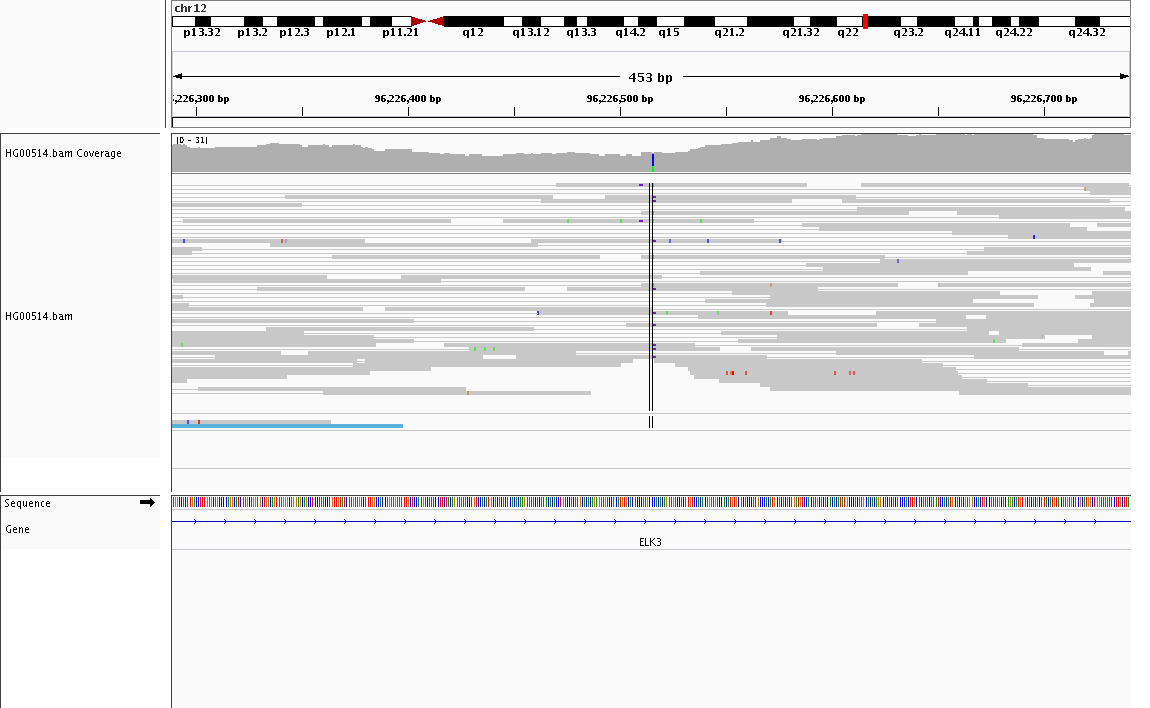 chr12
p13.32 p13.2 p12.3 p12.1 p11.21 q12 q13.12 q13.3 q14.2 q15 q21.2 q21.32 q22 q23.2 q24.11 q24.22 q24.32
453 bp
,226,300 bp 96,226,400 bp 96,226,500 bp 96,226,600 bp 96,226,700 bp
[0 - 31]
HG00514.bam Coverage
HG00514.bam
Sequence
Gene
ELK3